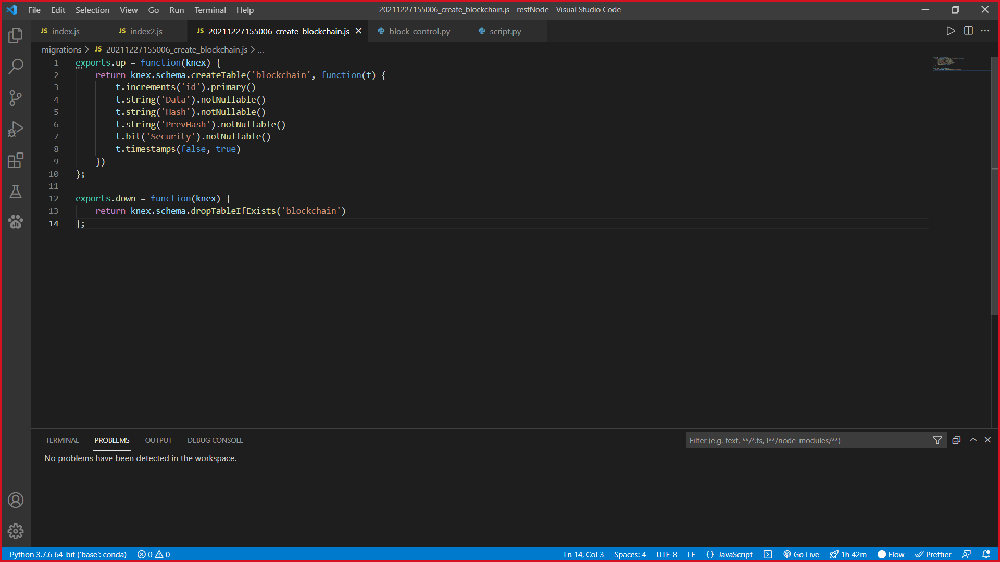 File Edit Selection View Go Run Terminal Help
20211227155006_create_blockchain.js - restNode - Visual Studio Code
JS index.js
JS index2.js
JS 20211227155006_create_blockchain.js
block_control.py
script.py
migrations > JS 20211227155006_create_blockchain.js > ...
1 exports.up = function(knex) {
2     return knex.schema.createTable('blockchain', function(t) {
3         t.increments('id').primary()
4         t.string('Data').notNullable()
5         t.string('Hash').notNullable()
6         t.string('PrevHash').notNullable()
7         t.bit('Security').notNullable()
8         t.timestamps(false, true)
9     })
10 };
11
12 exports.down = function(knex) {
13     return knex.schema.dropTableIfExists('blockchain')
14 };
TERMINAL PROBLEMS OUTPUT DEBUG CONSOLE
Filter (e.g. text, **/*.ts, !**/node_modules/**)
No problems have been detected in the workspace.
Python 3.7.6 64-bit ('base': conda) 0 0 Ln 14, Col 3 Spaces: 4 UTF-8 LF {} JavaScript Go Live 1h 42m Flow Prettier